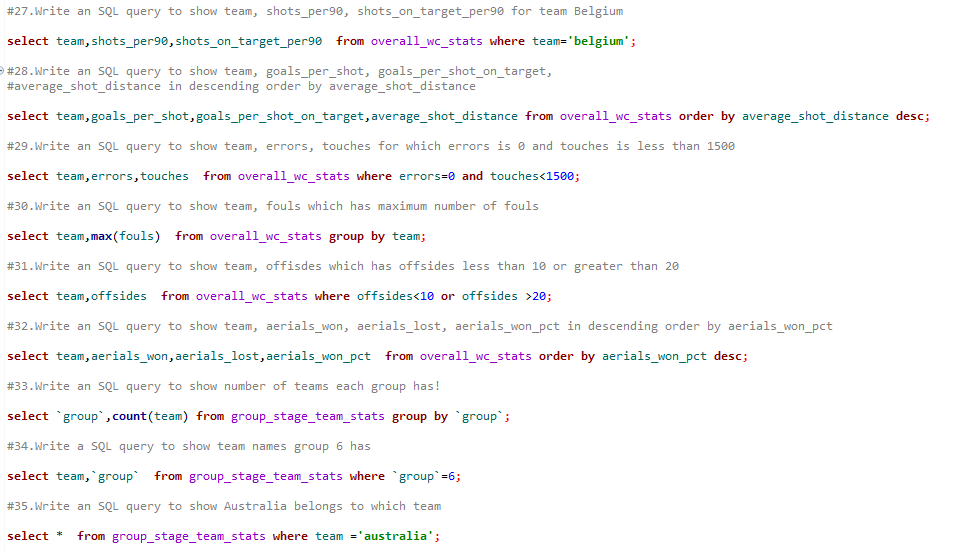 #27.Write an SQL query to show team, shots_per90, shots_on_target_per90 for team Belgium
select team,shots_per90,shots_on_target_per90  from overall_wc_stats where team='belgium';
#28.Write an SQL query to show team, goals_per_shot, goals_per_shot_on_target,
#average_shot_distance in descending order by average_shot_distance
select team,goals_per_shot,goals_per_shot_on_target,average_shot_distance from overall_wc_stats order by average_shot_distance desc;
#29.Write an SQL query to show team, errors, touches for which errors is 0 and touches is less than 1500
select team,errors,touches  from overall_wc_stats where errors=0 and touches<1500;
#30.Write an SQL query to show team, fouls which has maximum number of fouls
select team,max(fouls)  from overall_wc_stats group by team;
#31.Write an SQL query to show team, offisdes which has offsides less than 10 or greater than 20
select team,offsides  from overall_wc_stats where offsides<10 or offsides >20;
#32.Write an SQL query to show team, aerials_won, aerials_lost, aerials_won_pct in descending order by aerials_won_pct
select team,aerials_won,aerials_lost,aerials_won_pct  from overall_wc_stats order by aerials_won_pct desc;
#33.Write an SQL query to show number of teams each group has!
select `group`,count(team) from group_stage_team_stats group by `group`;
#34.Write a SQL query to show team names group 6 has
select team,`group`  from group_stage_team_stats where `group`=6;
#35.Write an SQL query to show Australia belongs to which team
select *  from group_stage_team_stats where team ='australia';